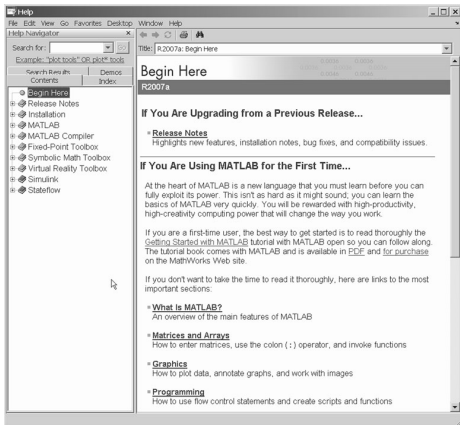 Help
File Edit View Go Favorites Desktop Window Help
Help Navigator
Search for: "plot tools" OR plot* tools
Example: "plot tools" OR plot* tools
Search Results Demos
Contents Index
Begin Here
Release Notes
Installation
MATLAB
MATLAB Compiler
Fixed-Point Toolbox
Symbolic Math Toolbox
Virtual Reality Toolbox
Simulink
Stateflow
Title: R2007a: Begin Here
Begin Here
R2007a
If You Are Upgrading from a Previous Release...
Release Notes
Highlights new features, installation notes, bug fixes, and compatibility issues.
If You Are Using MATLAB for the First Time...
At the heart of MATLAB is a new language that you must learn before you can
fully exploit its power. This isn't as hard as it might sound; you can learn the
basics of MATLAB very quickly. You will be rewarded with high-productivity,
high-creativity computing power that will change the way you work.
If you are a first-time user, the best way to get started is to read thoroughly the
Getting Started with MATLAB tutorial with MATLAB open so you can follow along.
The tutorial book comes with MATLAB and is available in PDF and for purchase
on the MathWorks Web site.
If you don't want to take the time to read it thoroughly, here are links to the most
important sections:
What Is MATLAB?
An overview of the main features of MATLAB
Matrices and Arrays
How to enter matrices, use the colon (:) operator, and invoke functions
Graphics
How to plot data, annotate graphs, and work with images
Programming
How to use flow control statements and create scripts and functions